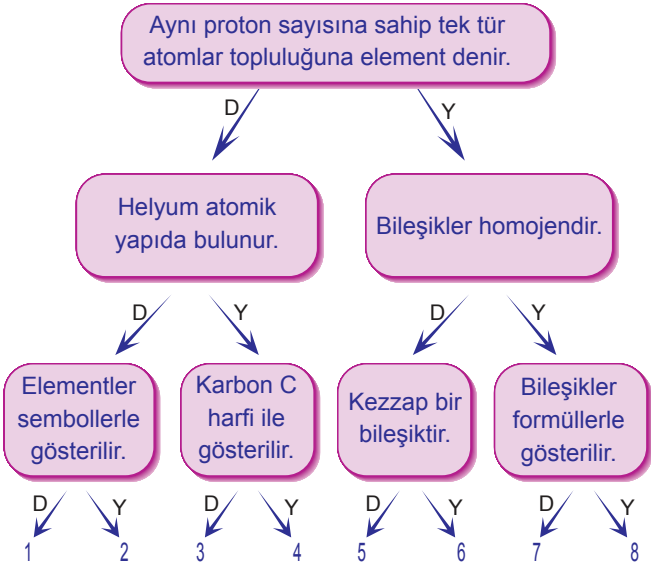 Aynı proton sayısına sahip tek tür
atomlar topluluğuna element denir.
D
Y
Helyum atomik
yapıda bulunur.
Bileşikler homojendir.
D
Y
D
Y
Elementler
sembollerle
gösterilir.
Karbon C
harfi ile
gösterilir.
Kezzap bir
bileşiktir.
Bileşikler
formüllerle
gösterilir.
D
Y
D
Y
D
Y
D
Y
1
2
3
4
5
6
7
8